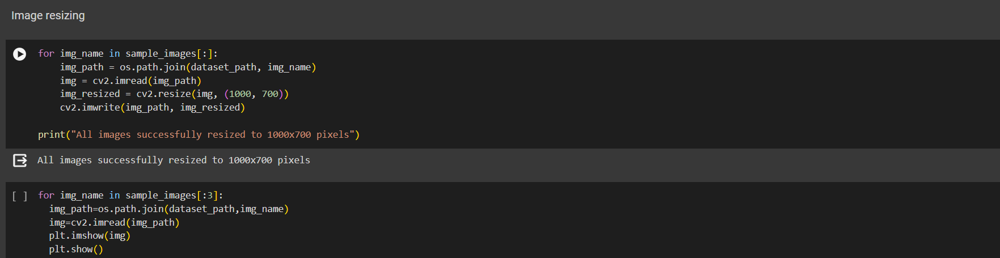 Image resizing
for img_name in sample_images[:]:
    img_path = os.path.join(dataset_path, img_name)
    img = cv2.imread(img_path)
    img_resized = cv2.resize(img, (1000, 700))
    cv2.imwrite(img_path, img_resized)
print("All images successfully resized to 1000x700 pixels")
All images successfully resized to 1000x700 pixels
[ ] for img_name in sample_images[:3]:
  img_path=os.path.join(dataset_path,img_name)
  img=cv2.imread(img_path)
  plt.imshow(img)
  plt.show()